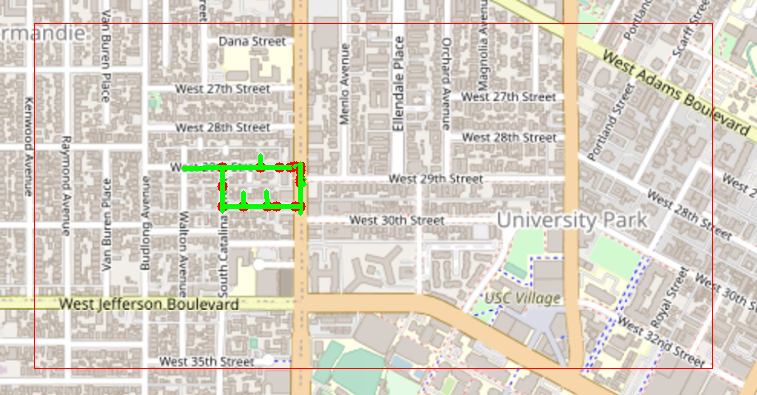 Van Buren Place
Magnolia Avenu
Portland
Scarff Street
rmandie
Dana Street
Menlo Avenue
Ellendale Place
Orchard Avenue
West Adams Boulevard
West 27th Street
West 27th Street
Kenwood Avenue
West 28th Street
West 28th Street
Portland Street
Raymond Avenue
West 29th Street
West 2
Van Buren Place
Budlong Avenue
Walton Avenue
South Catalina
West 30th Street
University Park
West 28th Street
West 30th S
USC Village
Royal Street
West Jefferson Boulevard
West 32nd Street
West 35th Street